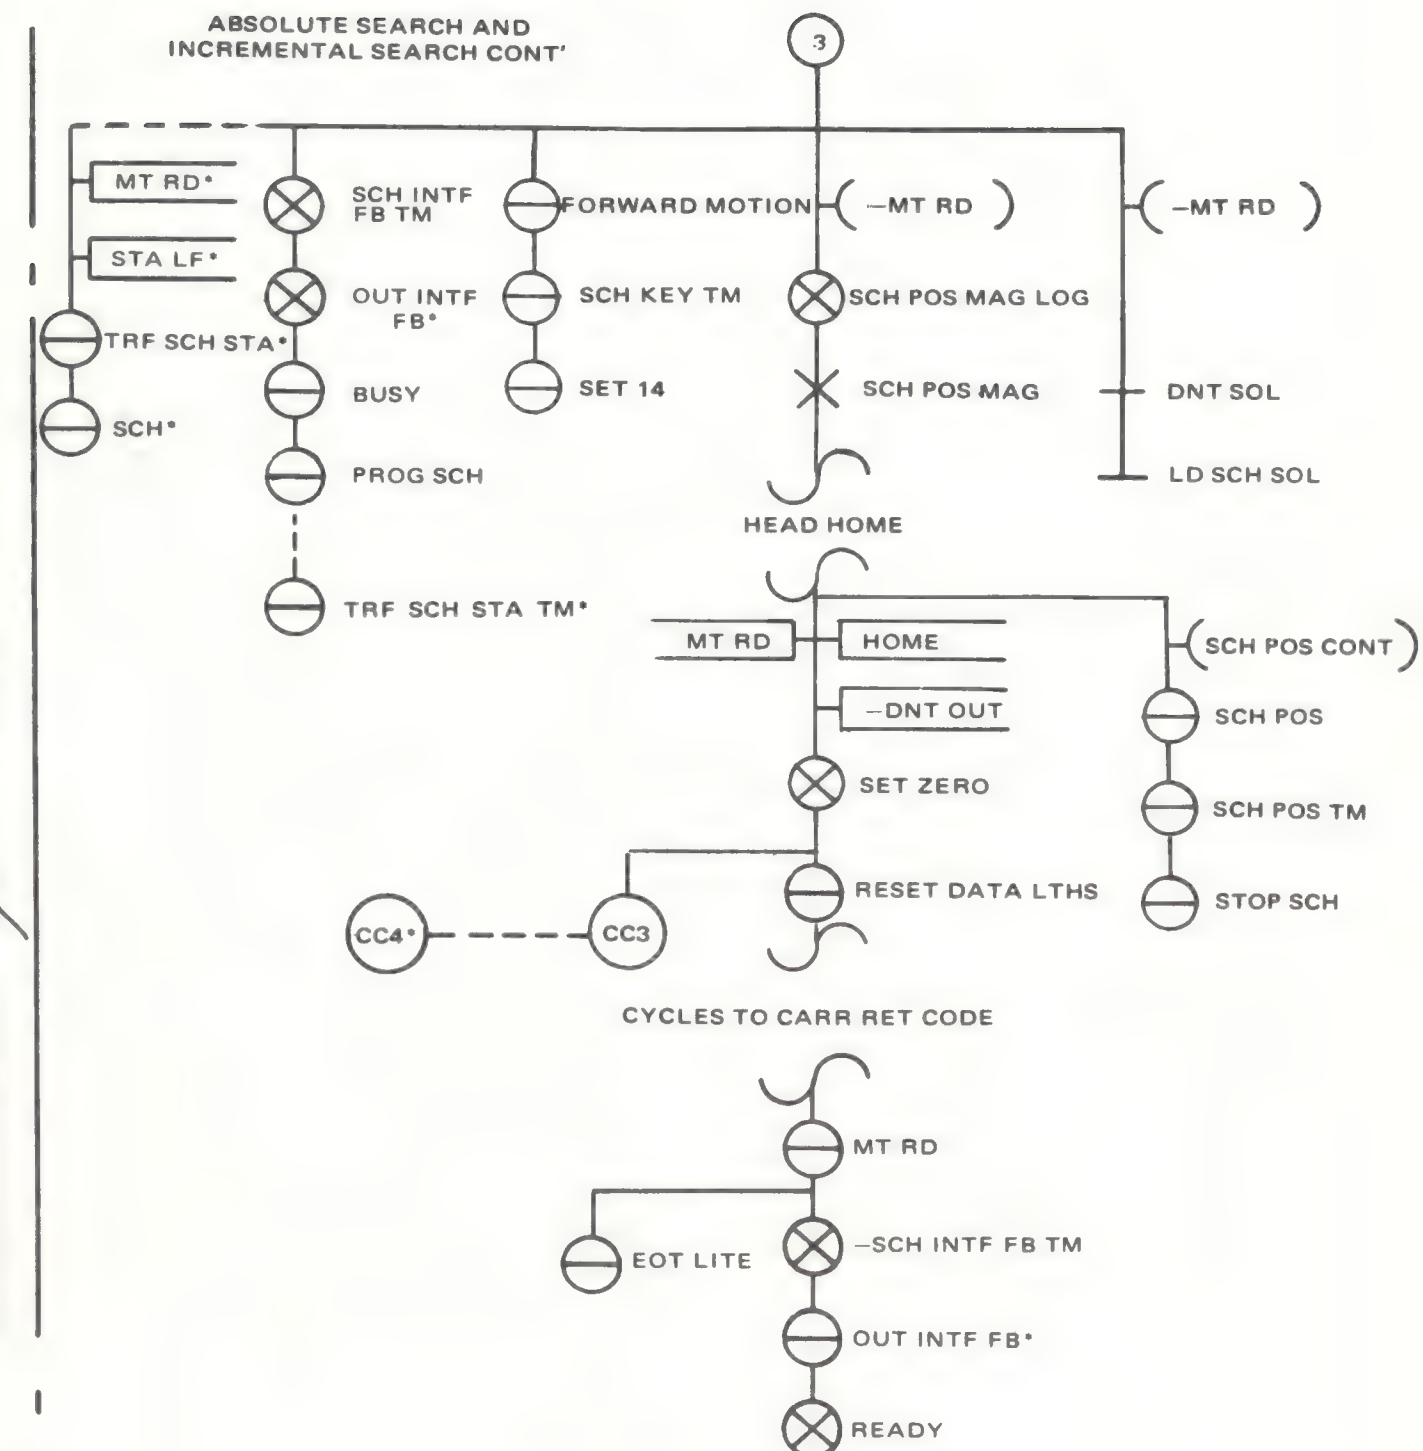 ABSOLUTE SEARCH AND
INCREMENTAL SEARCH CONT'
3
MT RD*
STA LF*
TRF SCH STA*
SCH*
SCH INTF
FB TM
OUT INTF
FB*
BUSY
PROG SCH
TRF SCH STA TM*
FORWARD MOTION
SCH KEY TM
SET 14
–MT RD
SCH POS MAG LOG
SCH POS MAG
–MT RD
DNT SOL
LD SCH SOL
HEAD HOME
MT RD
HOME
–DNT OUT
SET ZERO
RESET DATA LTHS
CC4*
CC3
SCH POS CONT
SCH POS
SCH POS TM
STOP SCH
CYCLES TO CARR RET CODE
MT RD
EOT LITE
–SCH INTF FB TM
OUT INTF FB*
READY